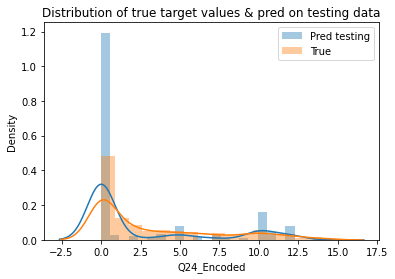 Distribution of true target values & pred on testing data
Pred testing
True
Density
1.2
1.0
0.8
0.6
0.4
0.2
0.0
−2.5 0.0 2.5 5.0 7.5 10.0 12.5 15.0 17.5
Q24_Encoded